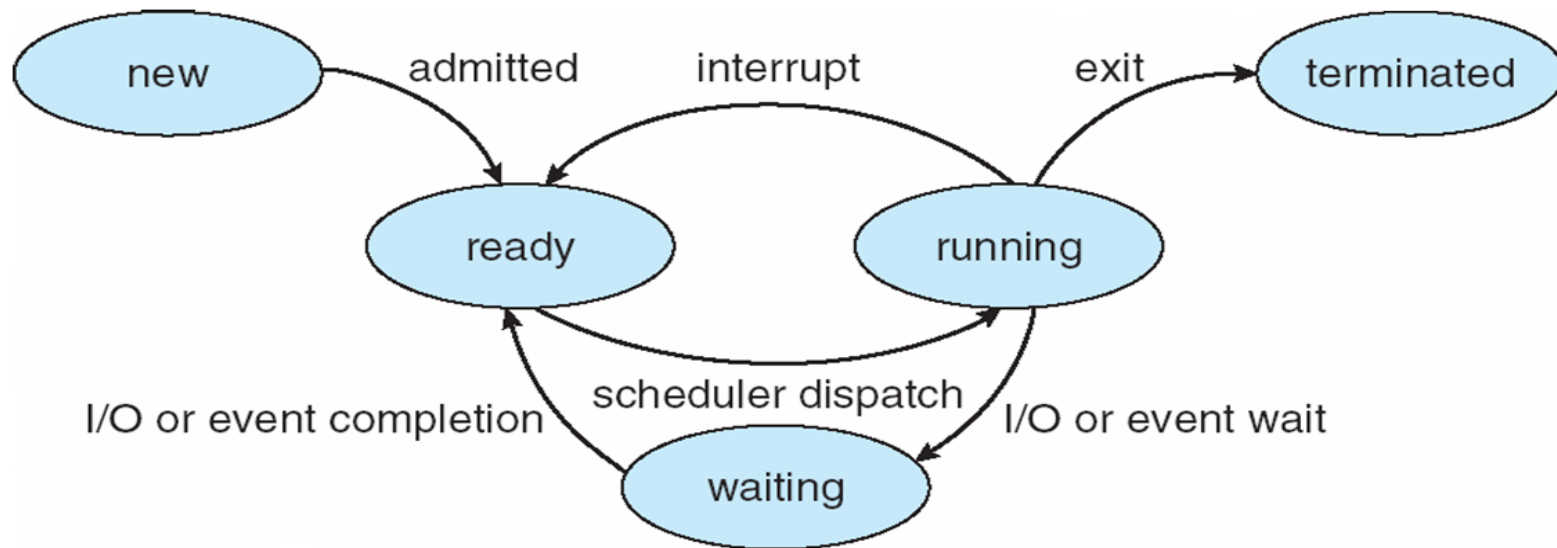 new
admitted
interrupt
exit
terminated
ready
running
scheduler dispatch
I/O or event completion
I/O or event wait
waiting